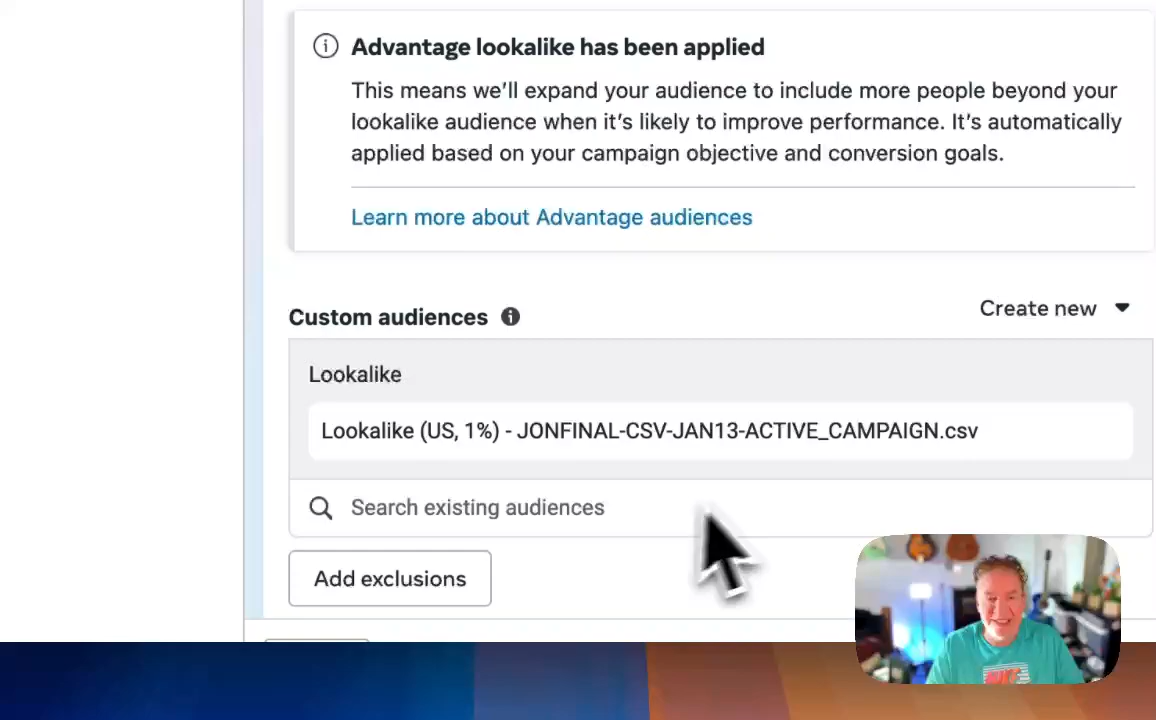 Advantage lookalike has been applied
This means we'll expand your audience to include more people beyond your
lookalike audience when it's likely to improve performance. It's automatically
applied based on your campaign objective and conversion goals.
Learn more about Advantage audiences
Custom audiences
Create new
Lookalike
Lookalike (US, 1%) - JONFINAL-CSV-JAN13-ACTIVE_CAMPAIGN.csv
Search existing audiences
Add exclusions